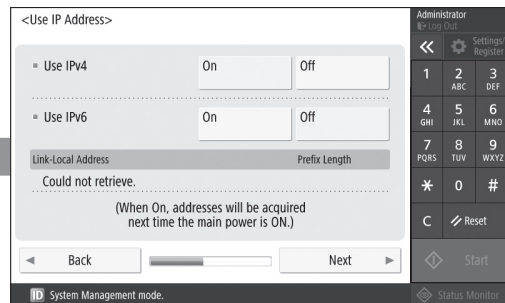 <Use IP Address>
Use IPv4
On
Off
Use IPv6
On
Off
Link-Local Address
Prefix Length
Could not retrieve.
(When On, addresses will be acquired
next time the main power is ON.)
Back
Next
ID System Management mode.
Administrator
Log Out
Settings/
Register
1
2
ABC
3
DEF
4
GHI
5
JKL
6
MNO
7
PQRS
8
TUV
9
WXYZ
*
0
#
C
Reset
Start
Status Monitor